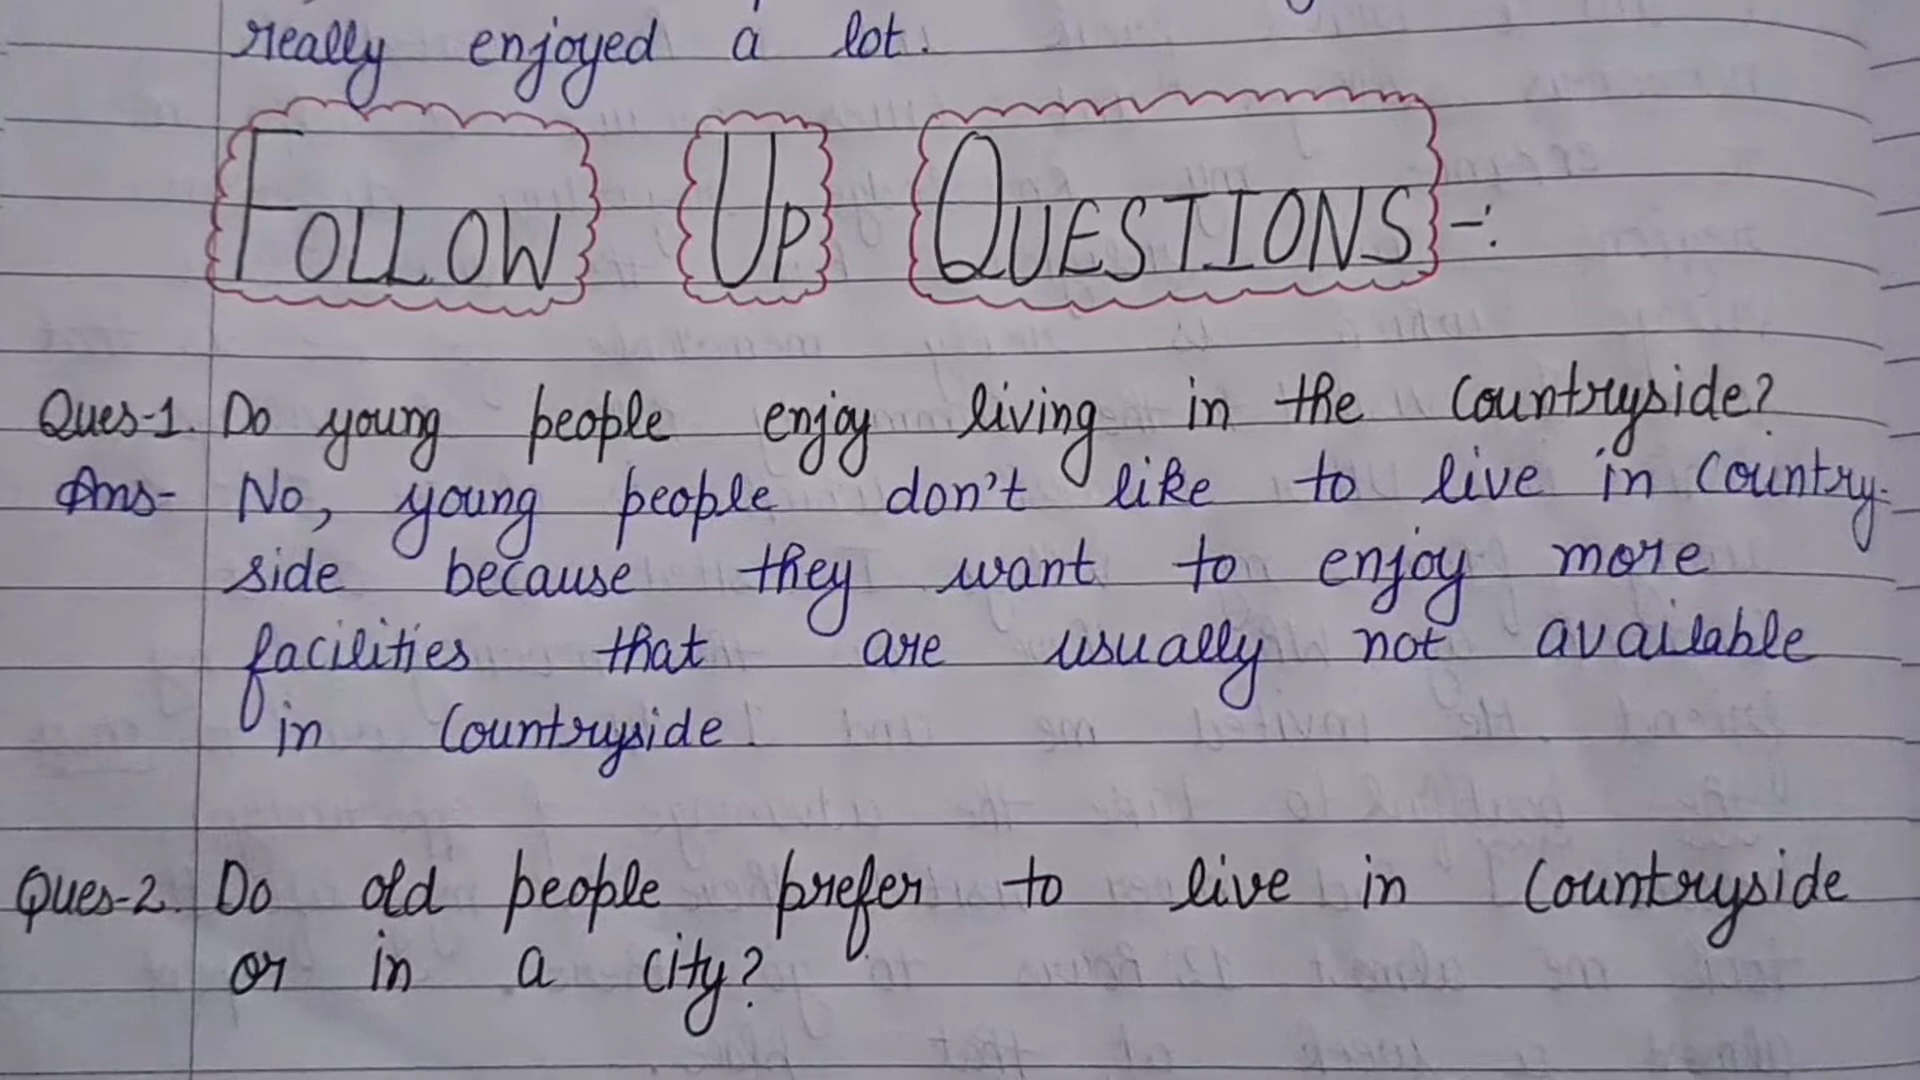 really enjoyed a lot.
FOLLOW UP QUESTIONS -:
Ques-1. Do young people enjoy living in the countryside?
Ans- No, young people don't like to live in country-
side because they want to enjoy more
facilities that are usually not available
in countryside.
Ques-2. Do old people prefer to live in countryside
or in a city?